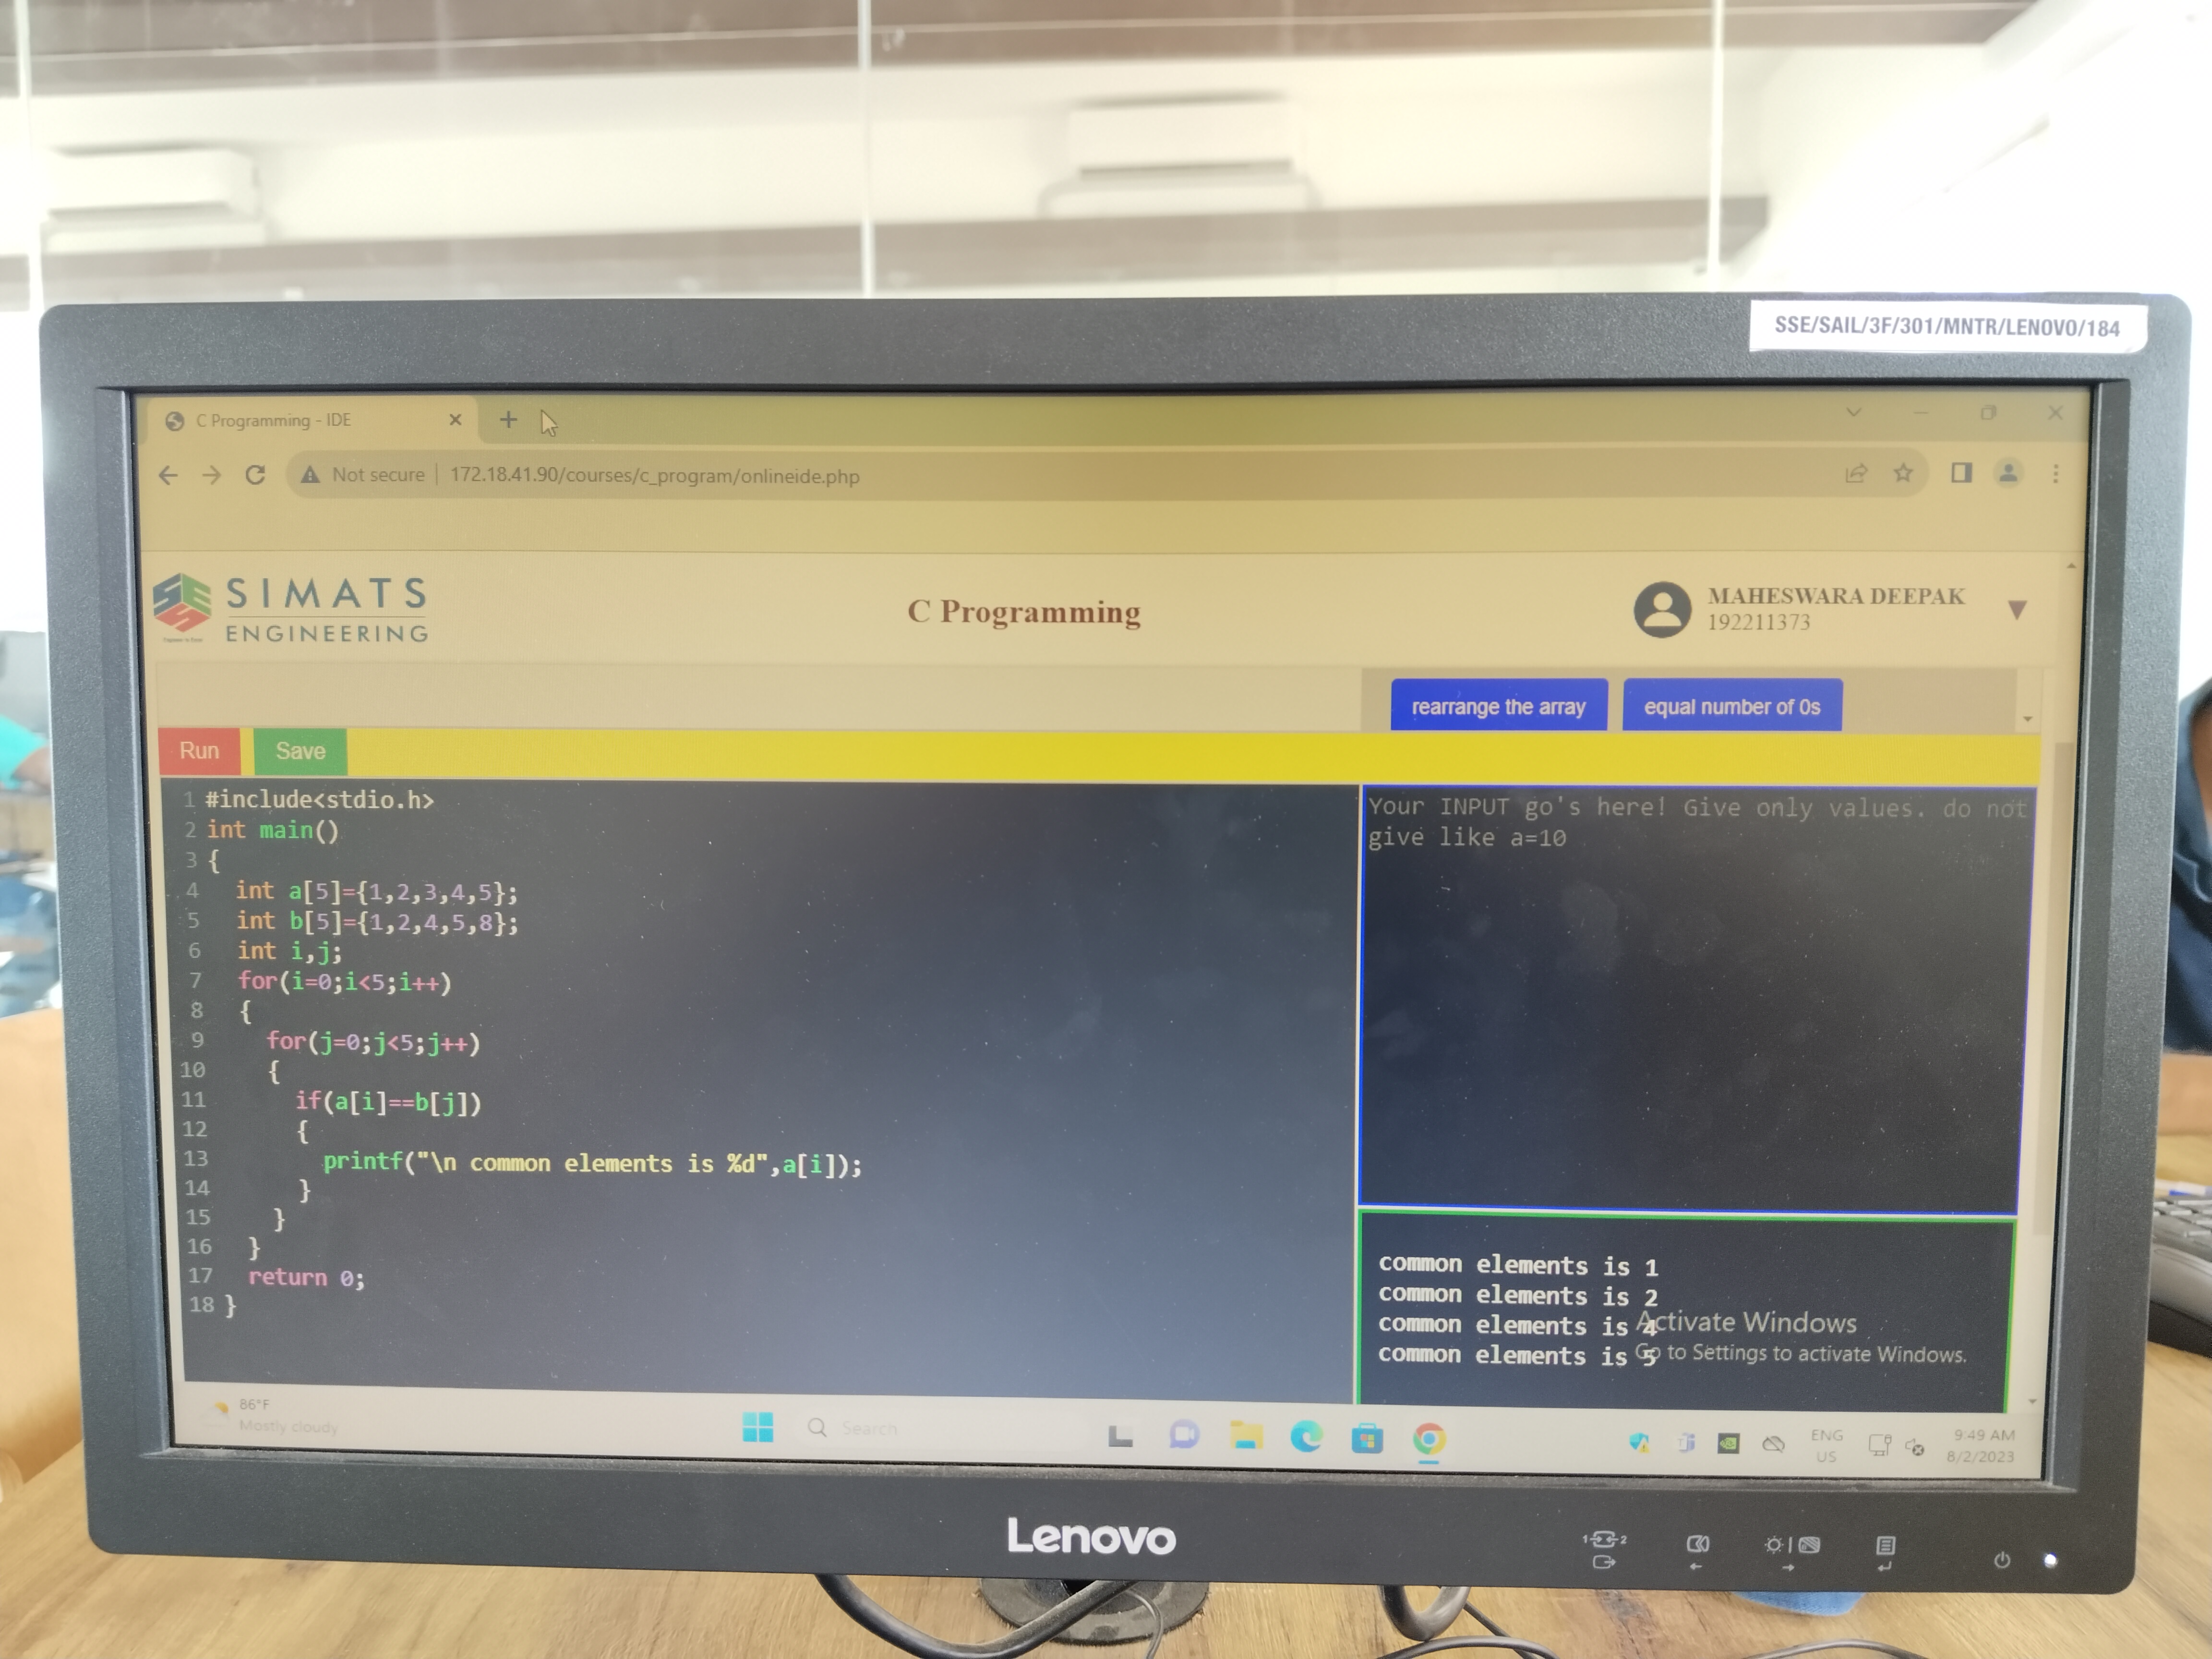 SSE/SAIL/3F/301/MNTR/LENOVO/184
C Programming - IDE
Not secure | 172.18.41.90/courses/c_program/onlineide.php
SIMATS
ENGINEERING
C Programming
MAHESWARA DEEPAK
192211373
rearrange the array
equal number of 0s
Run
Save
1 #include<stdio.h>
2 int main()
3 {
4 int a[5]={1,2,3,4,5};
5 int b[5]={1,2,4,5,8};
6 int i,j;
7 for(i=0;i<5;i++)
8 {
9 for(j=0;j<5;j++)
10 {
11 if(a[i]==b[j])
12 {
13 printf("\n common elements is %d",a[i]);
14 }
15 }
16 }
17 return 0;
18 }
Your INPUT go's here! Give only values. do not
give like a=10
common elements is 1
common elements is 2
common elements is 4
common elements is 5
Activate Windows
Go to Settings to activate Windows.
86°F
Mostly cloudy
Search
ENG
US
9:49 AM
8/2/2023
Lenovo
1 2